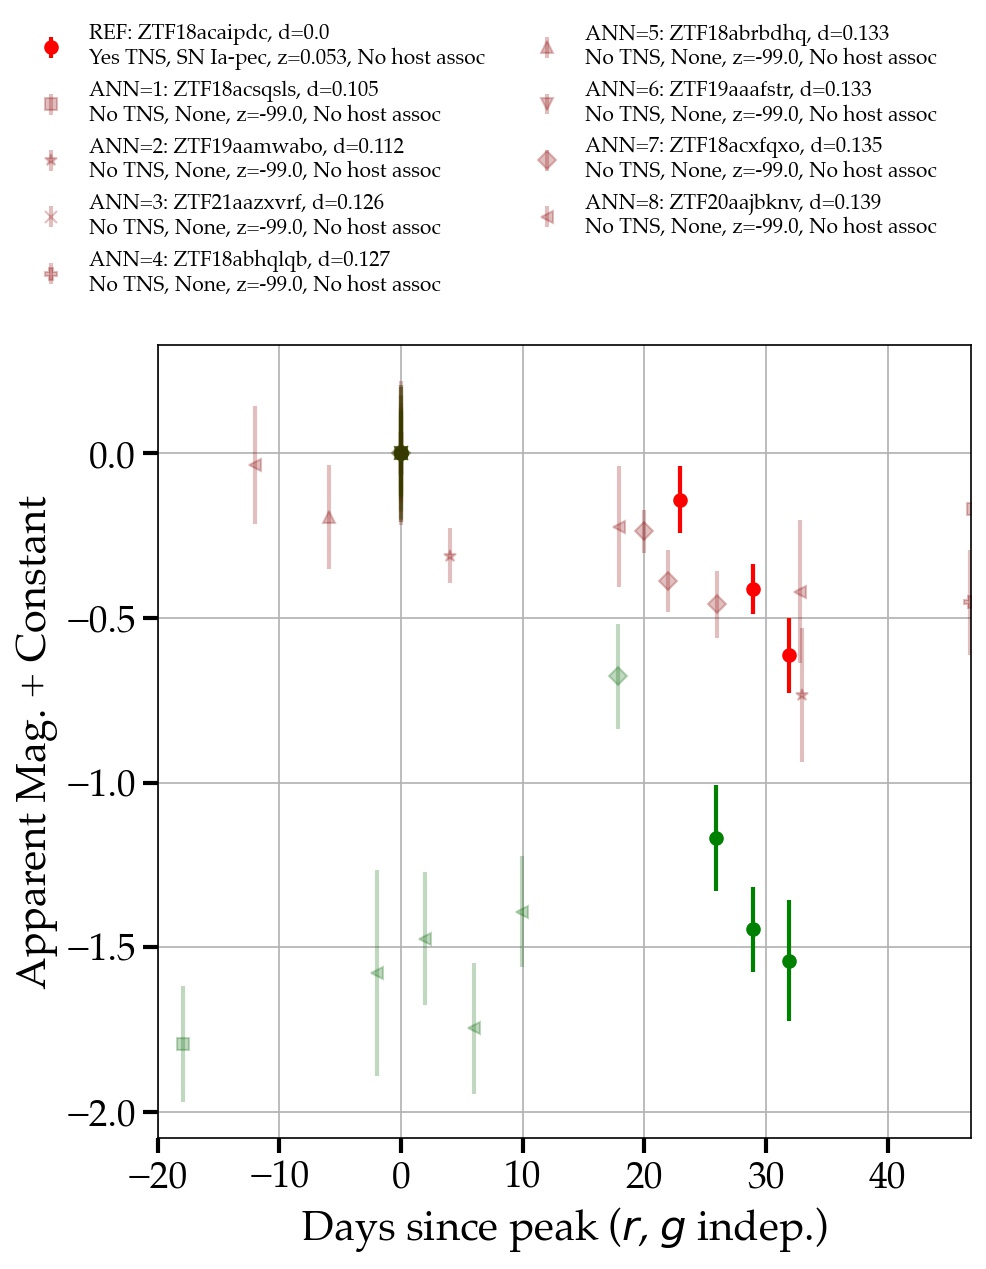 REF: ZTF18acaipdc, d=0.0
Yes TNS, SN Ia-pec, z=0.053, No host assoc
ANN=1: ZTF18acsqsls, d=0.105
No TNS, None, z=-99.0, No host assoc
ANN=2: ZTF19aamwabo, d=0.112
No TNS, None, z=-99.0, No host assoc
ANN=3: ZTF21aazxvrf, d=0.126
No TNS, None, z=-99.0, No host assoc
ANN=4: ZTF18abhqlqb, d=0.127
No TNS, None, z=-99.0, No host assoc
ANN=5: ZTF18abrbdhq, d=0.133
No TNS, None, z=-99.0, No host assoc
ANN=6: ZTF19aaafstr, d=0.133
No TNS, None, z=-99.0, No host assoc
ANN=7: ZTF18acxfqxo, d=0.135
No TNS, None, z=-99.0, No host assoc
ANN=8: ZTF20aajbknv, d=0.139
No TNS, None, z=-99.0, No host assoc
Apparent Mag. + Constant
0.0
−0.5
−1.0
−1.5
−2.0
−20 −10 0 10 20 30 40
Days since peak (r, g indep.)